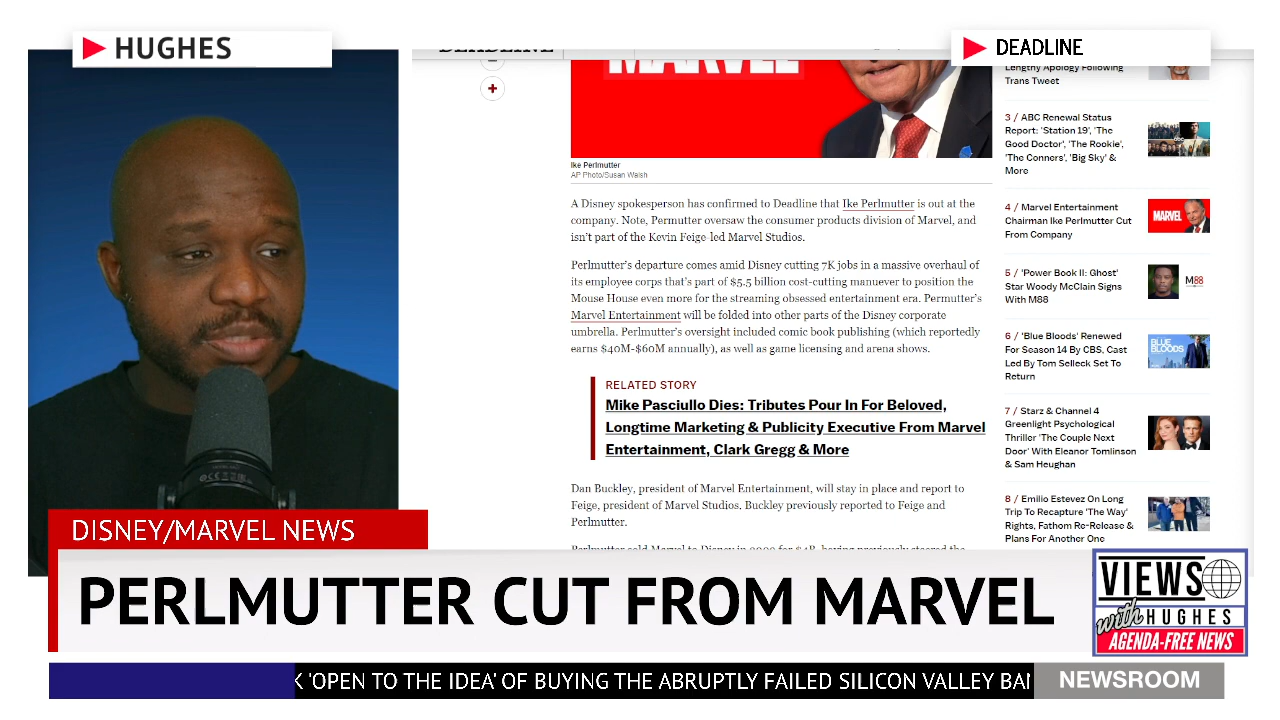 HUGHES
DEADLINE
DEADLINE
MARVEL
Ike Perlmutter
AP Photo/Susan Walsh
A Disney spokesperson has confirmed to Deadline that Ike Perlmutter is out at the
company. Note, Permutter oversaw the consumer products division of Marvel, and
isn't part of the Kevin Feige-led Marvel Studios.
Perlmutter's departure comes amid Disney cutting 7K jobs in a massive overhaul of
its employee corps that's part of $5.5 billion cost-cutting manuever to position the
Mouse House even more for the streaming obsessed entertainment era. Permutter's
Marvel Entertainment will be folded into other parts of the Disney corporate
umbrella. Perlmutter's oversight included comic book publishing (which reportedly
earns $40M-$60M annually), as well as game licensing and arena shows.
RELATED STORY
Mike Pasciullo Dies: Tributes Pour In For Beloved,
Longtime Marketing & Publicity Executive From Marvel
Entertainment, Clark Gregg & More
Dan Buckley, president of Marvel Entertainment, will stay in place and report to
Feige, president of Marvel Studios. Buckley previously reported to Feige and
Perlmutter.
Lengthy Apology Following
Trans Tweet
3 / ABC Renewal Status
Report: 'Station 19', 'The
Good Doctor', 'The Rookie',
'The Conners', 'Big Sky' &
More
abc
4 / Marvel Entertainment
Chairman Ike Perlmutter Cut
From Company
MARVEL
5 / 'Power Book II: Ghost'
Star Woody McClain Signs
With M88
M88
6 / 'Blue Bloods' Renewed
For Season 14 By CBS, Cast
Led By Tom Selleck Set To
Return
BLUE
BLOODS
7 / Starz & Channel 4
Greenlight Psychological
Thriller 'The Couple Next
Door' With Eleanor Tomlinson
& Sam Heughan
8 / Emilio Estevez On Long
Trip To Recapture 'The Way'
Rights, Fathom Re-Release &
Plans For Another One
DISNEY/MARVEL NEWS
PERLMUTTER CUT FROM MARVEL
VIEWS
with HUGHES
AGENDA-FREE NEWS
K 'OPEN TO THE IDEA' OF BUYING THE ABRUPTLY FAILED SILICON VALLEY BAN
NEWSROOM